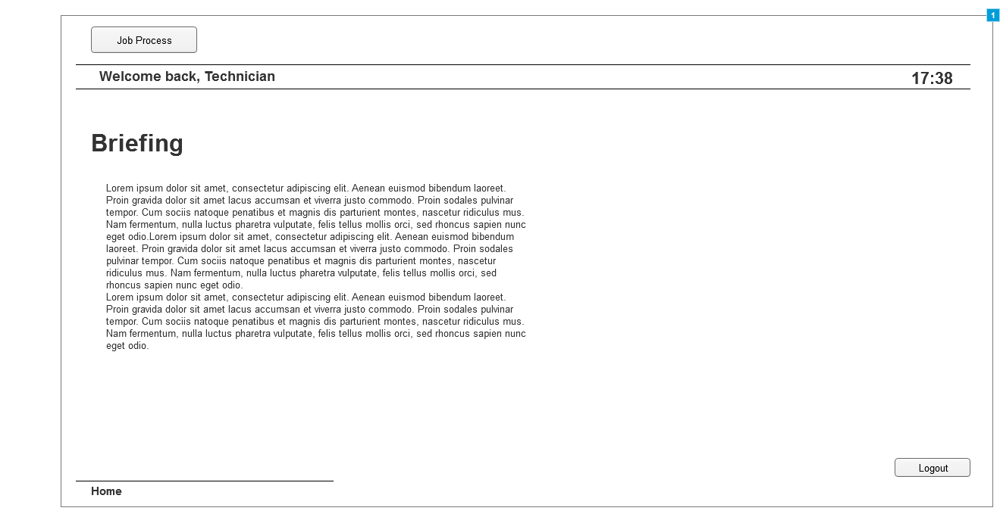 1
Job Process
Welcome back, Technician
17:38
Briefing
Lorem ipsum dolor sit amet, consectetur adipiscing elit. Aenean euismod bibendum laoreet.
Proin gravida dolor sit amet lacus accumsan et viverra justo commodo. Proin sodales pulvinar
tempor. Cum sociis natoque penatibus et magnis dis parturient montes, nascetur ridiculus mus.
Nam fermentum, nulla luctus pharetra vulputate, felis tellus mollis orci, sed rhoncus sapien nunc
eget odio.Lorem ipsum dolor sit amet, consectetur adipiscing elit. Aenean euismod bibendum
laoreet. Proin gravida dolor sit amet lacus accumsan et viverra justo commodo. Proin sodales
pulvinar tempor. Cum sociis natoque penatibus et magnis dis parturient montes, nascetur
ridiculus mus. Nam fermentum, nulla luctus pharetra vulputate, felis tellus mollis orci, sed
rhoncus sapien nunc eget odio.
Lorem ipsum dolor sit amet, consectetur adipiscing elit. Aenean euismod bibendum laoreet.
Proin gravida dolor sit amet lacus accumsan et viverra justo commodo. Proin sodales pulvinar
tempor. Cum sociis natoque penatibus et magnis dis parturient montes, nascetur ridiculus mus.
Nam fermentum, nulla luctus pharetra vulputate, felis tellus mollis orci, sed rhoncus sapien nunc
eget odio.
Logout
Home